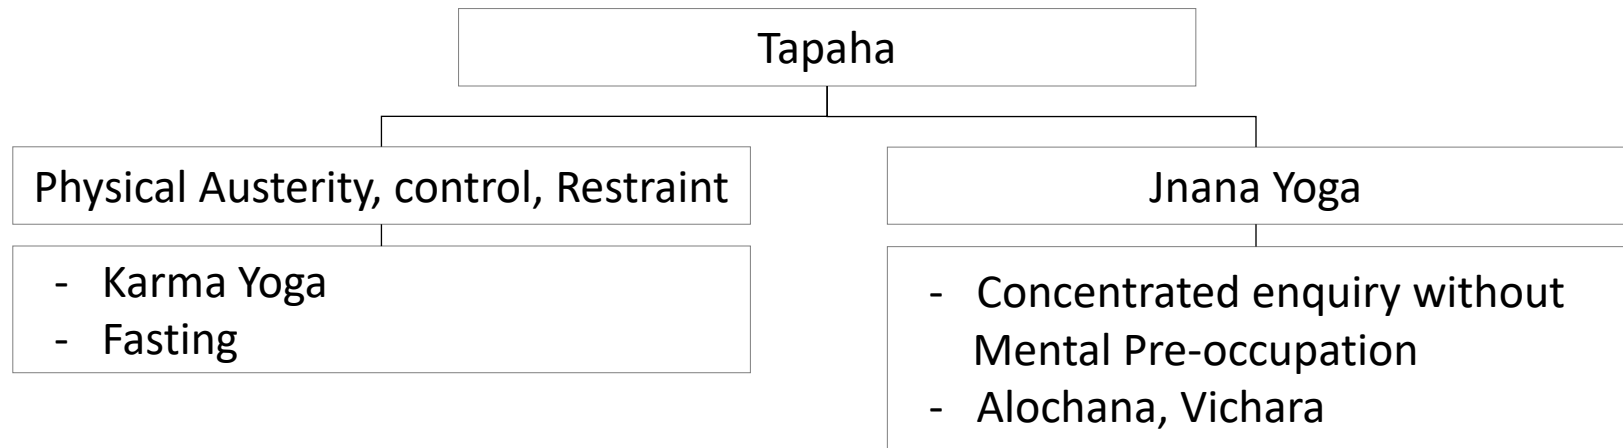 Tapaha
Physical Austerity, control, Restraint
- Karma Yoga
- Fasting
Jnana Yoga
- Concentrated enquiry without
Mental Pre-occupation
- Alochana, Vichara